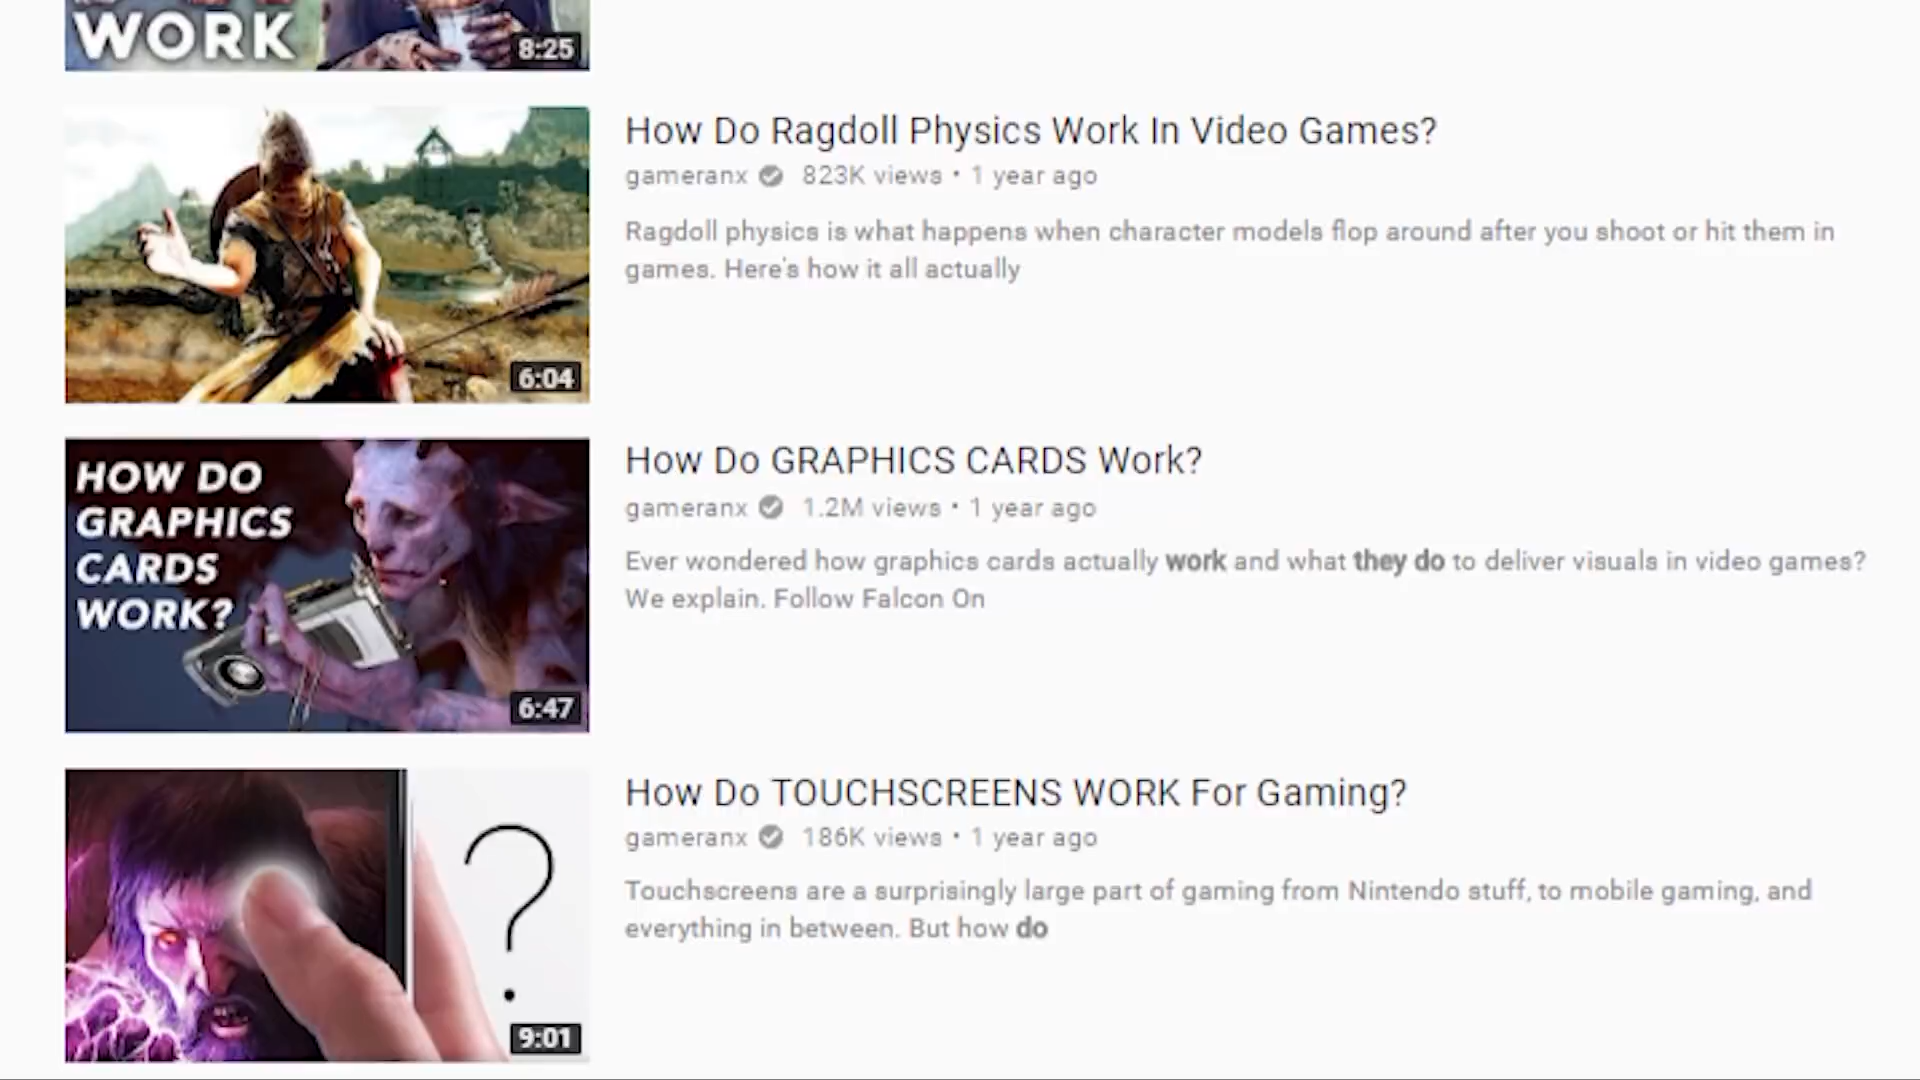 WORK
8:25
6:04
How Do Ragdoll Physics Work In Video Games?
gameranx 823K views • 1 year ago
Ragdoll physics is what happens when character models flop around after you shoot or hit them in
games. Here's how it all actually
HOW DO
GRAPHICS
CARDS
WORK?
6:47
How Do GRAPHICS CARDS Work?
gameranx 1.2M views • 1 year ago
Ever wondered how graphics cards actually work and what they do to deliver visuals in video games?
We explain. Follow Falcon On
?
9:01
How Do TOUCHSCREENS WORK For Gaming?
gameranx 186K views • 1 year ago
Touchscreens are a surprisingly large part of gaming from Nintendo stuff, to mobile gaming, and
everything in between. But how do